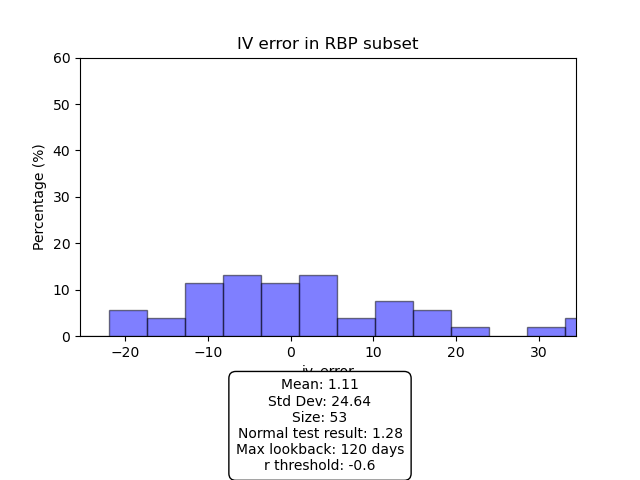 IV error in RBP subset
60
50
40
30
20
10
0
Percentage (%)
−20 −10 0 10 20 30
iv_error
Mean: 1.11
Std Dev: 24.64
Size: 53
Normal test result: 1.28
Max lookback: 120 days
r threshold: -0.6